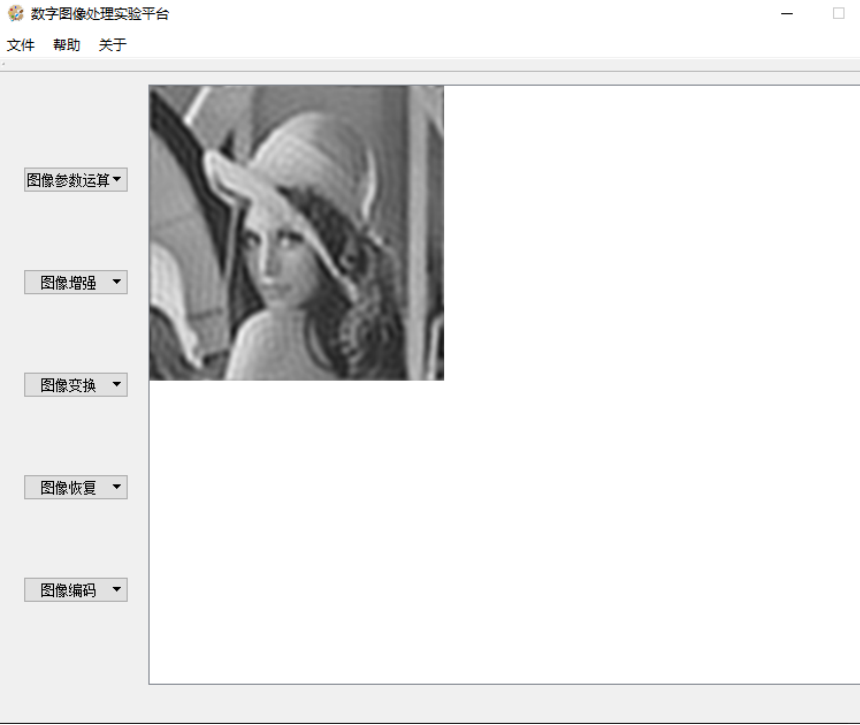 数字图像处理实验平台
文件 帮助 关于
图像参数运算
图像增强
图像变换
图像恢复
图像编码